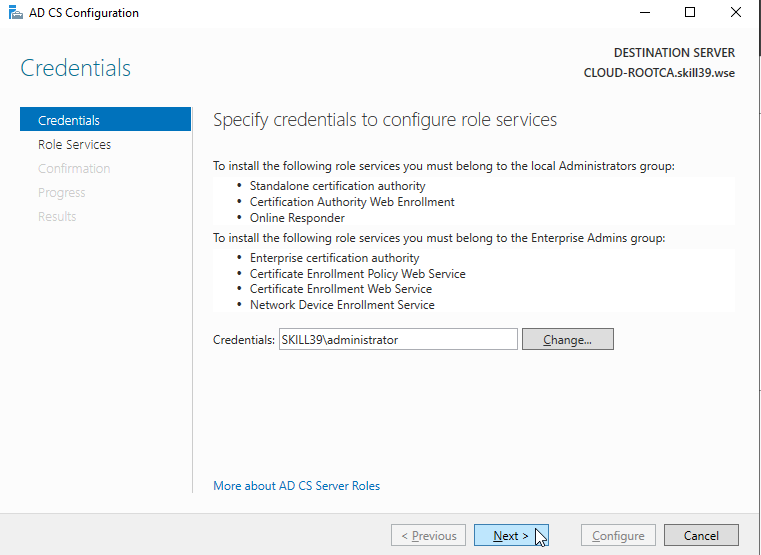 AD CS Configuration
Credentials
DESTINATION SERVER
CLOUD-ROOTCA.skill39.wse
Credentials
Role Services
Confirmation
Progress
Results
Specify credentials to configure role services
To install the following role services you must belong to the local Administrators group:
• Standalone certification authority
• Certification Authority Web Enrollment
• Online Responder
To install the following role services you must belong to the Enterprise Admins group:
• Enterprise certification authority
• Certificate Enrollment Policy Web Service
• Certificate Enrollment Web Service
• Network Device Enrollment Service
Credentials: SKILL39\administrator Change...
More about AD CS Server Roles
< Previous Next > Configure Cancel